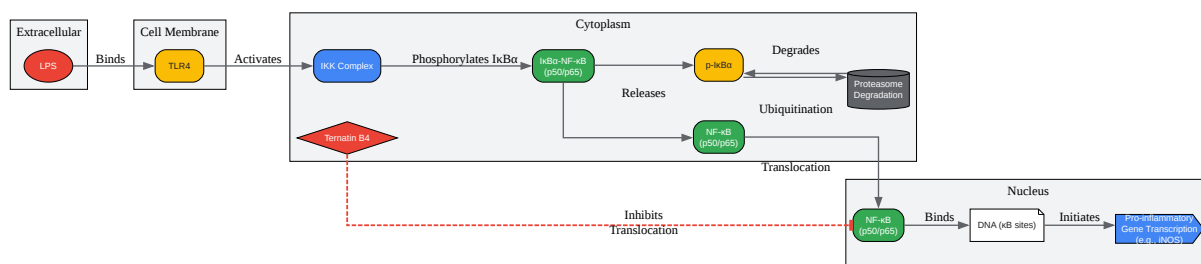 Extracellular
LPS
Binds
Cell Membrane
TLR4
Activates
Cytoplasm
IKK Complex
Phosphorylates IκBα
IκBα-NF-κB
(p50/p65)
Releases
p-IκBα
Degrades
Ubiquitination
Proteasome
Degradation
NF-κB
(p50/p65)
Ternatin B4
Translocation
Inhibits
Translocation
Nucleus
NF-κB
(p50/p65)
Binds
DNA (κB sites)
Initiates
Pro-inflammatory
Gene Transcription
(e.g., iNOS)